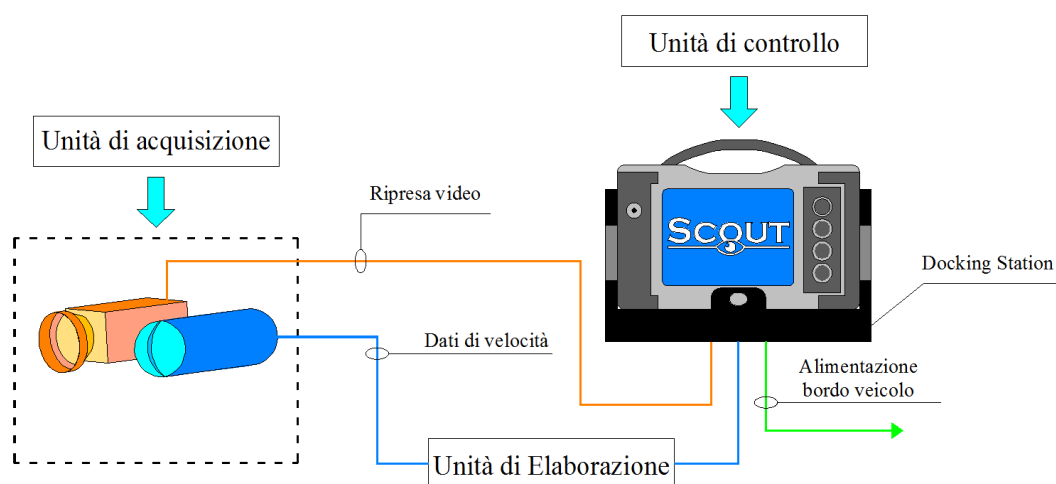 Unità di controllo
Unità di acquisizione
Ripresa video
SCOUT
Docking Station
Dati di velocità
Alimentazione
bordo veicolo
Unità di Elaborazione